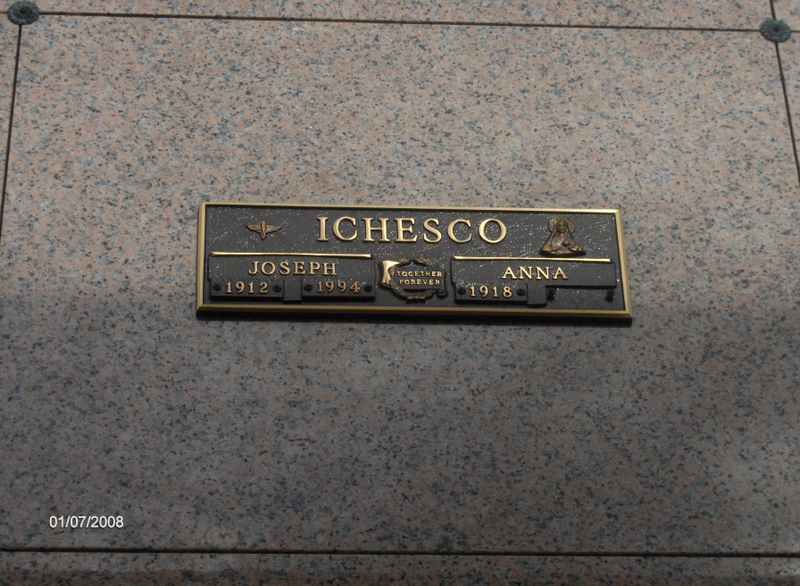 ICHESCO
JOSEPH
1912 1994
TOGETHER
FOREVER
ANNA
1918
01/07/2008